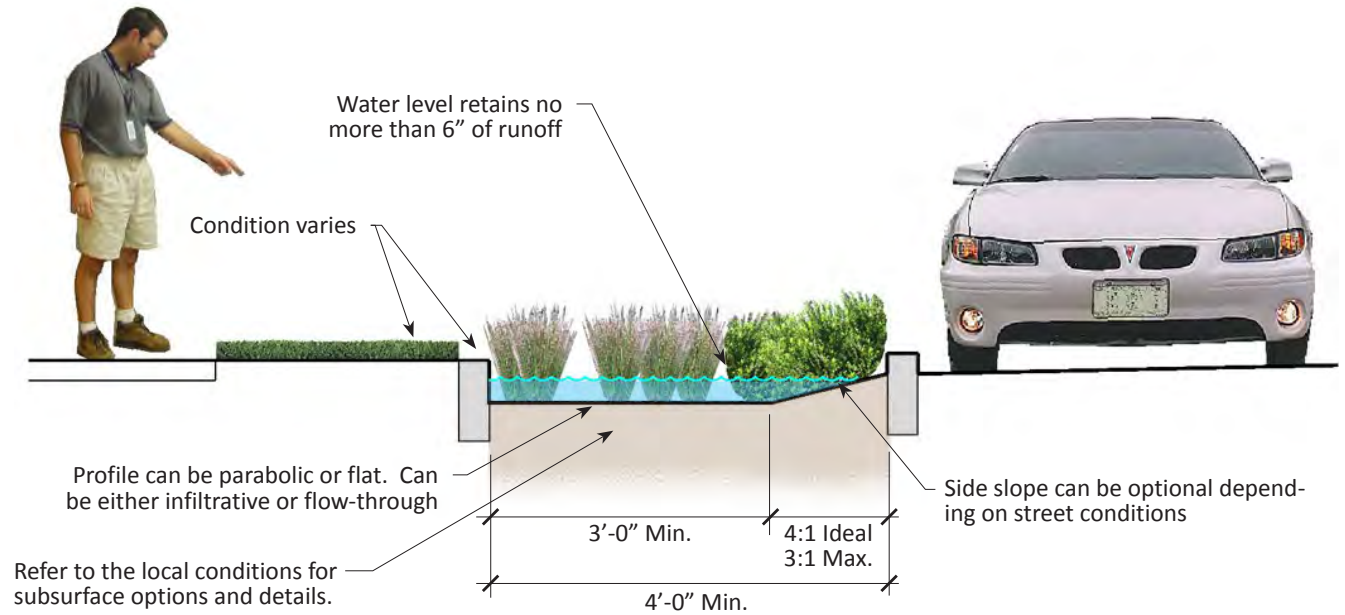 Water level retains no
more than 6” of runoff
Condition varies
Profile can be parabolic or flat. Can
be either infiltrative or flow-through
Side slope can be optional depend-
ing on street conditions
3’-0” Min.
4:1 Ideal
3:1 Max.
Refer to the local conditions for
subsurface options and details.
4’-0” Min.